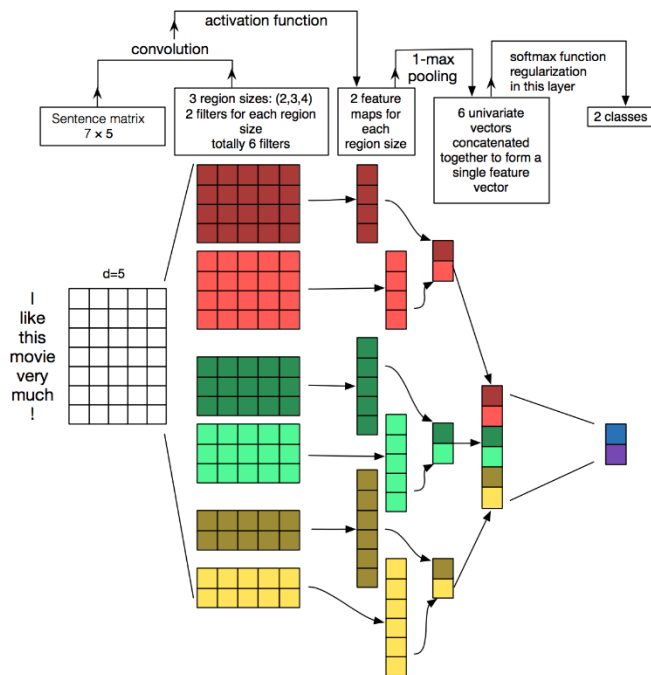 activation function
convolution
1-max
pooling
softmax function
regularization
in this layer
Sentence matrix
7 × 5
3 region sizes: (2,3,4)
2 filters for each region
size
totally 6 filters
2 feature
maps for
each
region size
6 univariate
vectors
concatenated
together to form a
single feature
vector
2 classes
d=5
I
like
this
movie
very
much
!